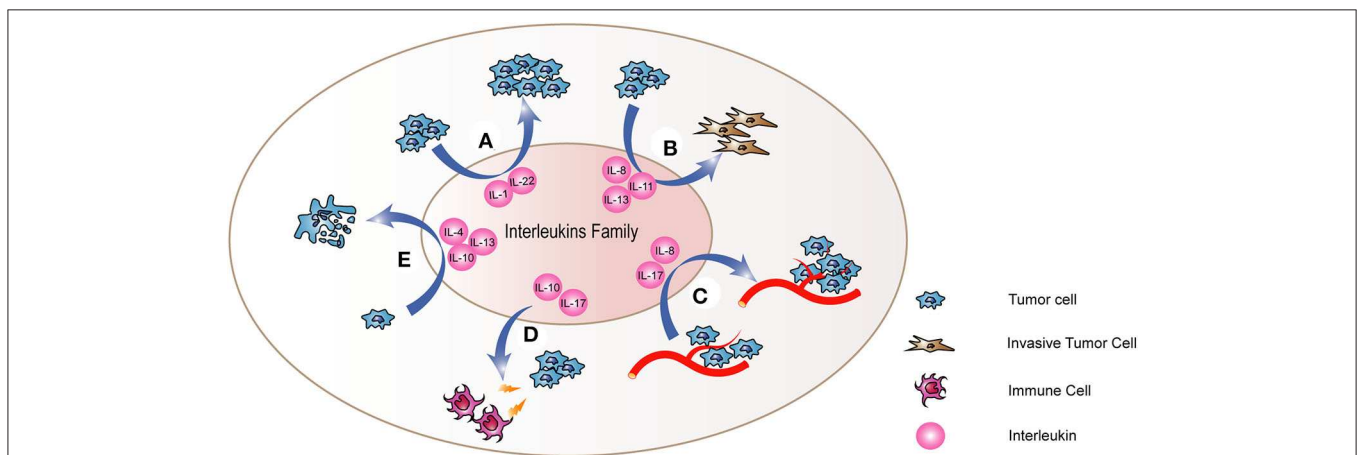 A
B
IL-22
IL-1
IL-8
IL-11
IL-13
Interleukins Family
IL-4
IL-13
IL-10
E
IL-8
IL-17
C
IL-10
IL-17
D
Tumor cell
Invasive Tumor Cell
Immune Cell
Interleukin